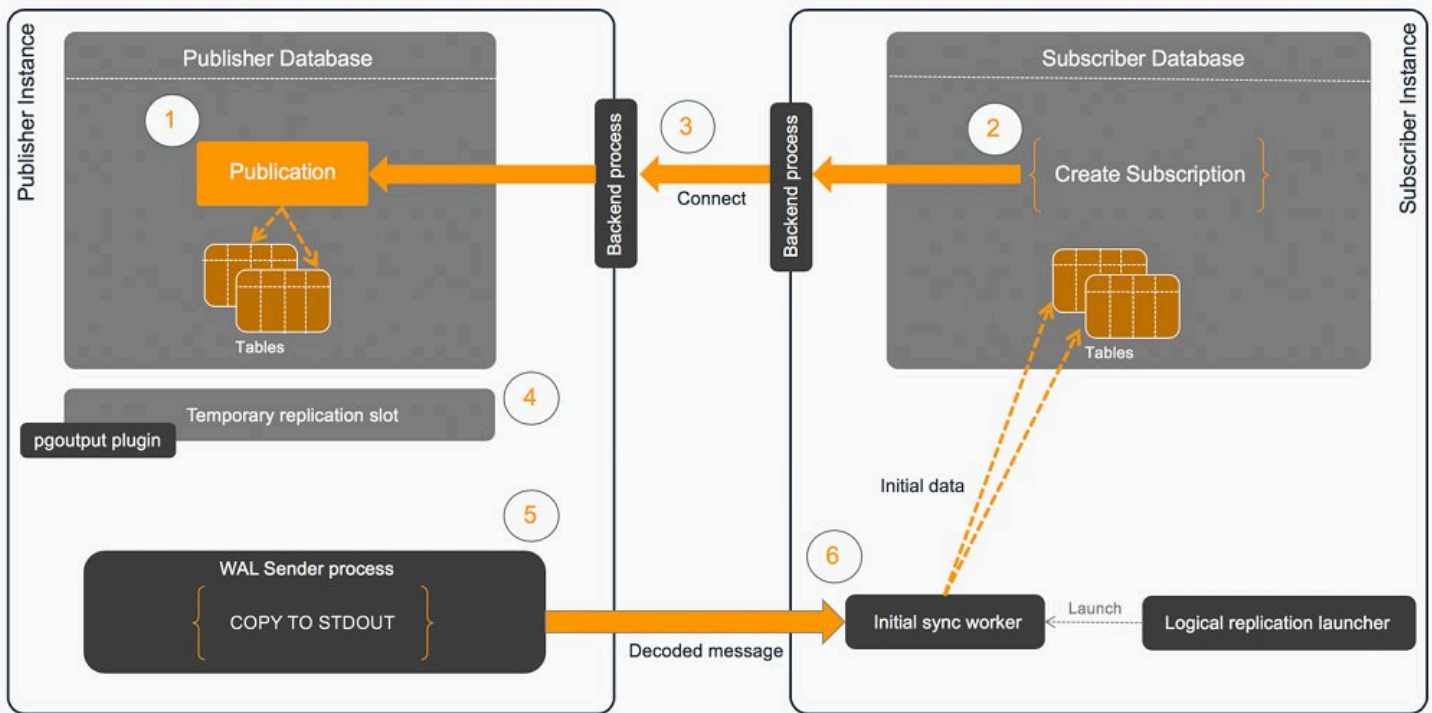 Publisher Instance
Publisher Database
1
Publication
Tables
Backend process
3
Connect
Backend process
Subscriber Database
2
Create Subscription
Tables
Subscriber Instance
Temporary replication slot
4
pgoutput plugin
Initial data
5
WAL Sender process
COPY TO STDOUT
Decoded message
6
Initial sync worker
Launch
Logical replication launcher